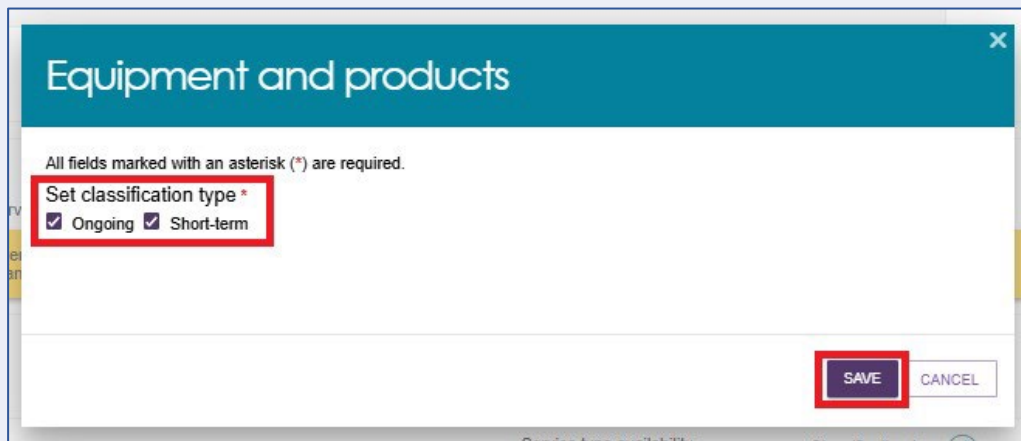 Equipment and products
All fields marked with an asterisk (*) are required.
Set classification type *
Ongoing Short-term
SAVE CANCEL